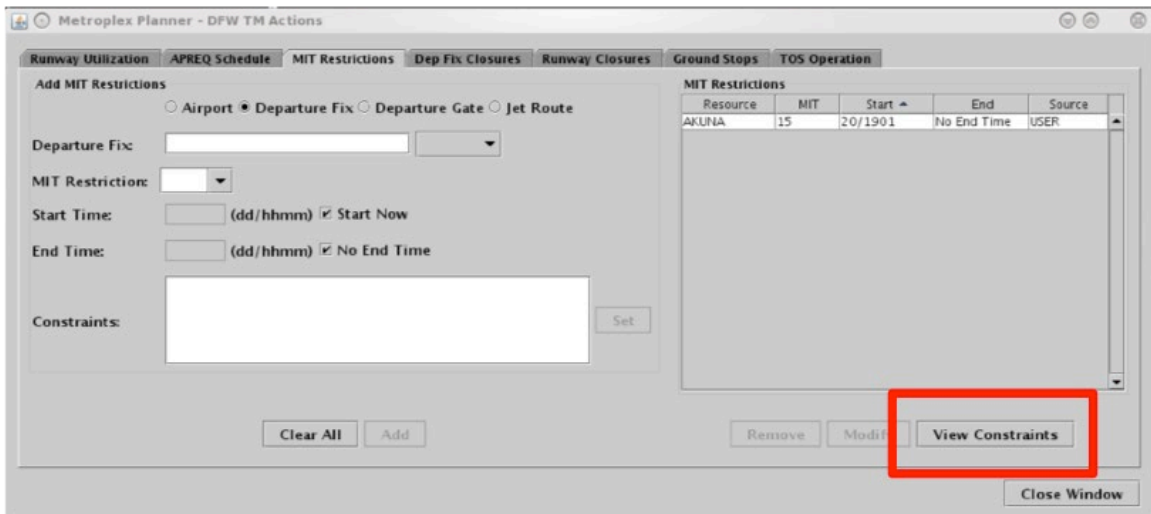 Metroplex Planner - DFW TM Actions
Runway Utilization APREQ Schedule MIT Restrictions Dep Fix Closures Runway Closures Ground Stops TOS Operation
Add MIT Restrictions
Airport Departure Fix Departure Gate Jet Route
Departure Fix:
MIT Restriction:
Start Time: (dd/hhmm) Start Now
End Time: (dd/hhmm) No End Time
Constraints: Set
Clear All Add
MIT Restrictions
Resource MIT Start End Source
AKUNA 15 20/1901 No End Time USER
Remove Modify View Constraints
Close Window